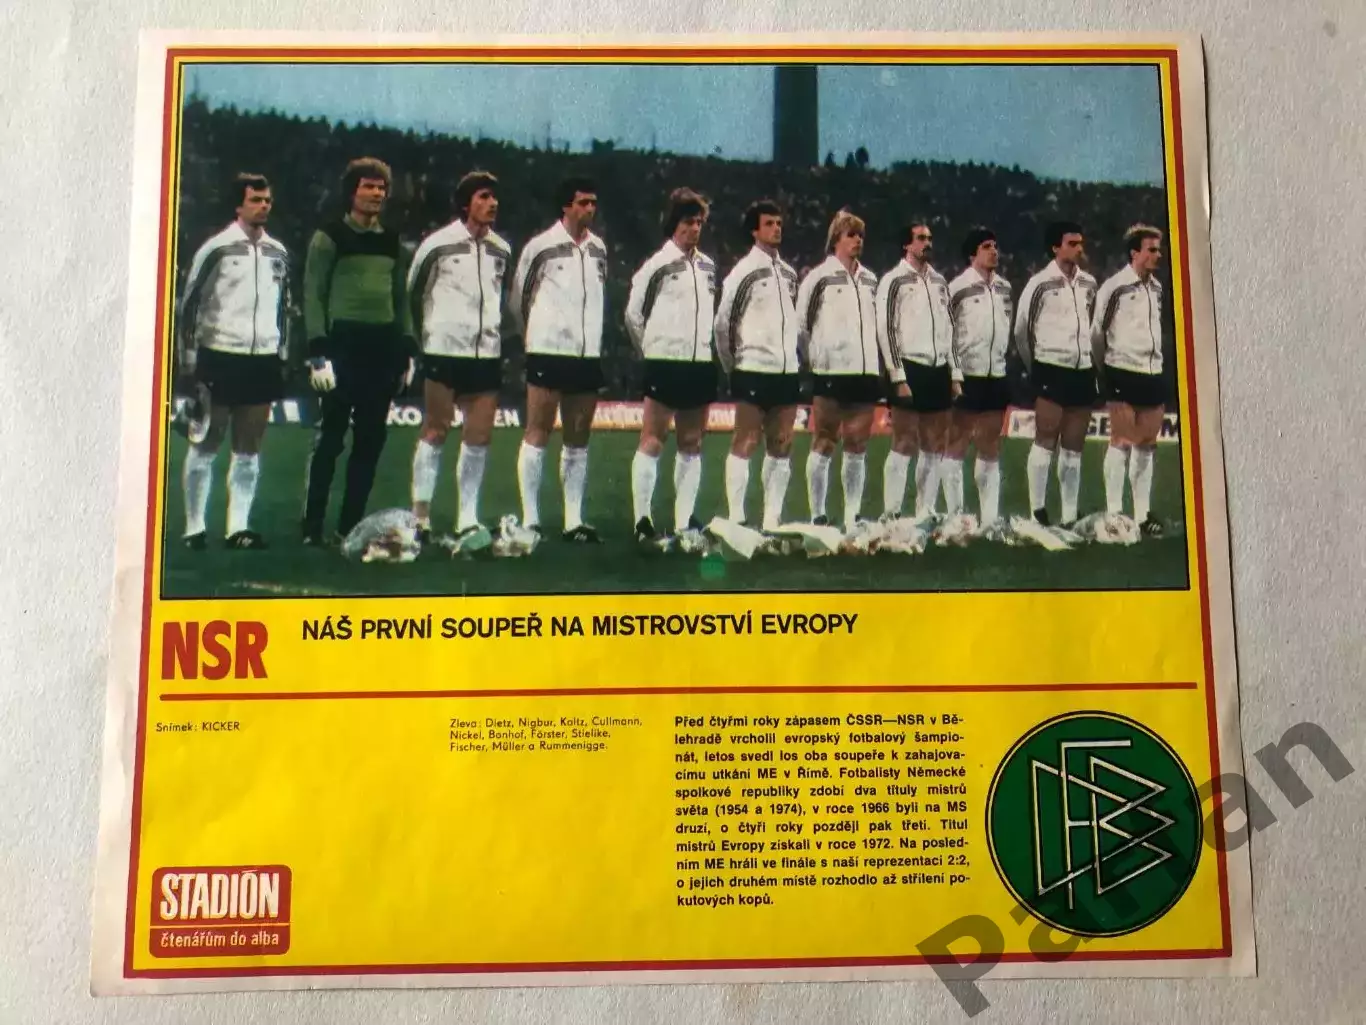 NSR
NÁŠ PRVNÍ SOUPEŘ NA MISTROVSTVÍ EVROPY
Snímek: KICKER
Zleva: Dietz, Nigbur, Kaltz, Cullmann,
Nickel, Bonhof, Förster, Stielike,
Fischer, Müller a Rummenigge.
Před čtyřmi roky zápasem ČSSR—NSR v Bě-
lehradě vrcholil evropský fotbalový šampio-
nát, letos svedl los oba soupeře k zahajova-
címu utkání ME v Římě. Fotbalisty Německé
spolkové republiky zdobí dva tituly mistrů
světa (1954 a 1974), v roce 1966 byli na MS
druzí, o čtyři roky později pak třetí. Titul
mistrů Evropy získali v roce 1972. Na posled-
ním ME hráli ve finále s naší reprezentací 2:2,
o jejich druhém místě rozhodlo až střílení po-
kutových kopů.
DFB
STADIÓN
čtenářům do alba
Partan